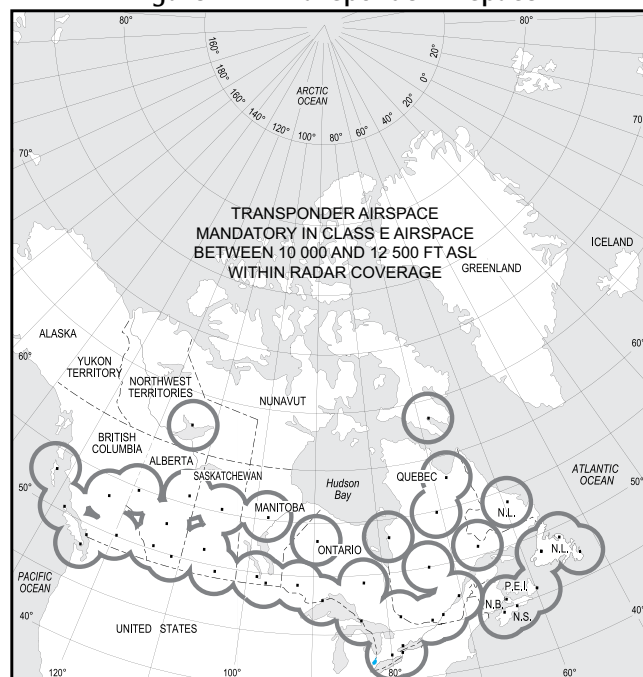 80°
80°
160°
180°
160°
140°
120°
100°
80°
60°
40°
20°
0°
20°
ARCTIC
OCEAN
70°
70
TRANSPONDER AIRSPACE
MANDATORY IN CLASS E AIRSPACE
BETWEEN 10 000 AND 12 500 FT ASL
WITHIN RADAR COVERAGE
GREENLAND
ICELAND
ALASKA
60°
YUKON
TERRITORY
NORTHWEST
TERRITORIES
NUNAVUT
60°
BRITISH
COLUMBIA
ALBERTA
SASKATCHEWAN
MANITOBA
Hudson
Bay
ONTARIO
QUEBEC
N.L.
N.L.
ATLANTIC
OCEAN
50°
50°
P.E.I.
N.B.
N.S.
PACIFIC
OCEAN
40°
40°
UNITED STATES
120°
100°
80°
60°